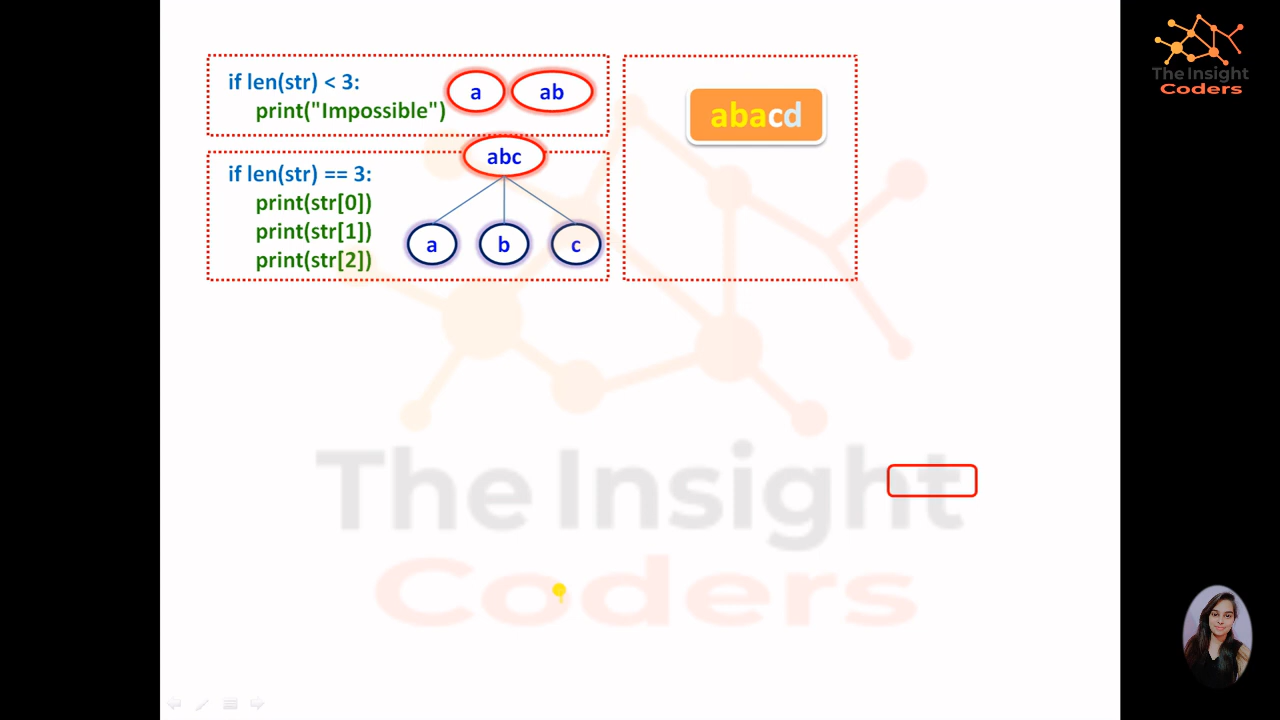 if len(str) < 3:
print("Impossible")
a
ab
if len(str) == 3:
print(str[0])
print(str[1])
print(str[2])
abc
a
b
c
abacd
The Insight
Coders
The Insight
Coders